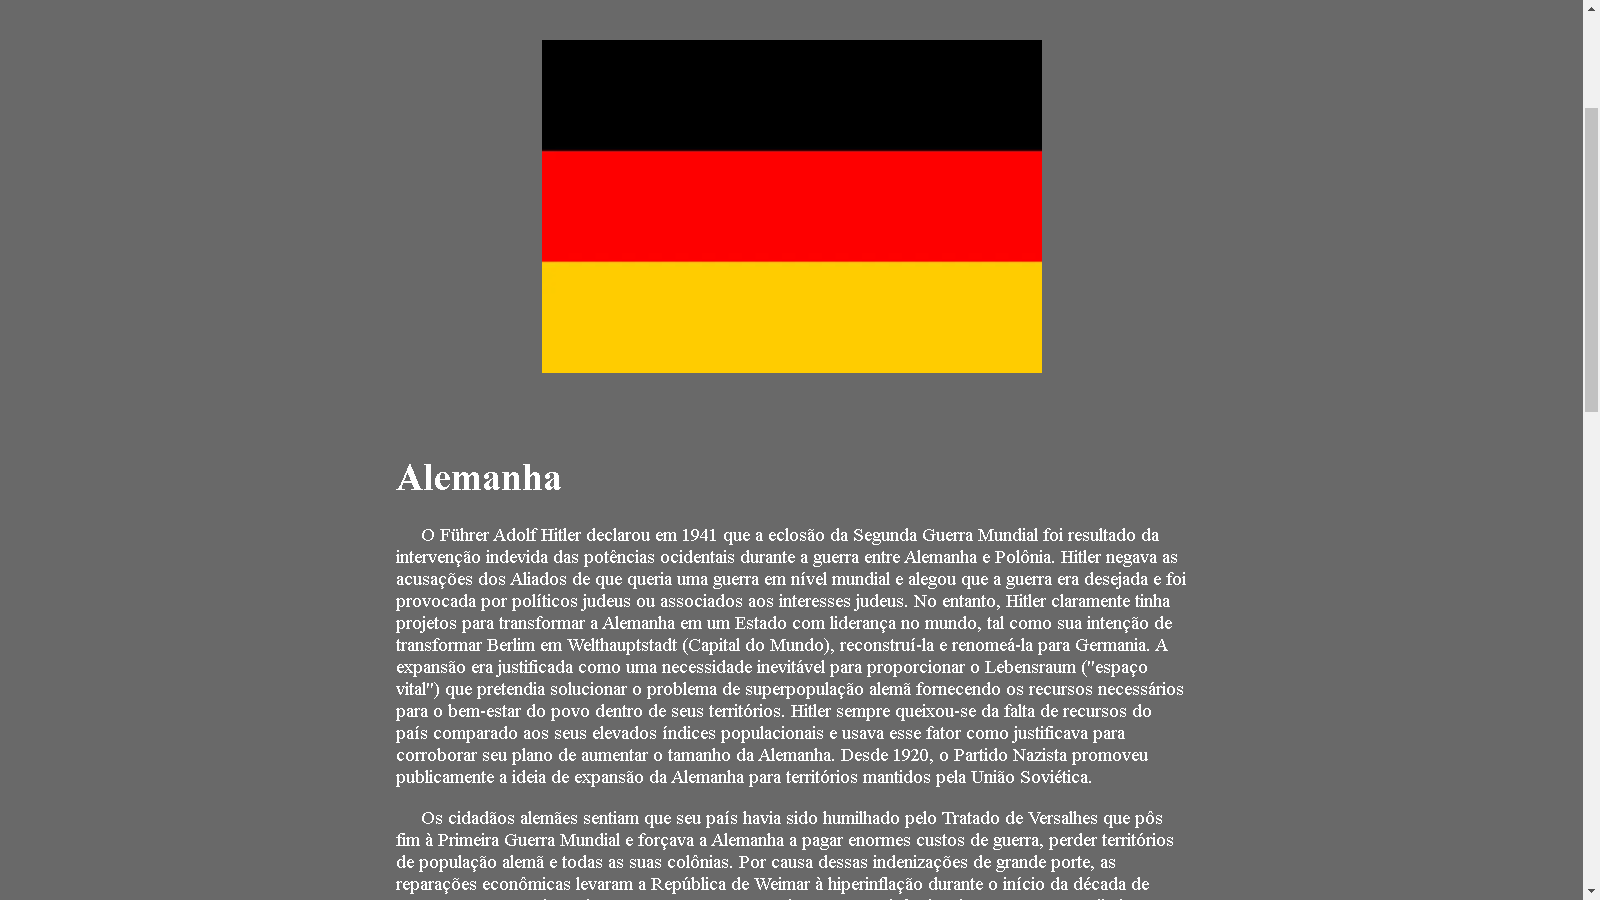 Alemanha
O Führer Adolf Hitler declarou em 1941 que a eclosão da Segunda Guerra Mundial foi resultado da
intervenção indevida das potências ocidentais durante a guerra entre Alemanha e Polônia. Hitler negava as
acusações dos Aliados de que queria uma guerra em nível mundial e alegou que a guerra era desejada e foi
provocada por políticos judeus ou associados aos interesses judeus. No entanto, Hitler claramente tinha
projetos para transformar a Alemanha em um Estado com liderança no mundo, tal como sua intenção de
transformar Berlim em Welthauptstadt (Capital do Mundo), reconstruí-la e renomeá-la para Germania. A
expansão era justificada como uma necessidade inevitável para proporcionar o Lebensraum ("espaço
vital") que pretendia solucionar o problema de superpopulação alemã fornecendo os recursos necessários
para o bem-estar do povo dentro de seus territórios. Hitler sempre queixou-se da falta de recursos do
país comparado aos seus elevados índices populacionais e usava esse fator como justificava para
corroborar seu plano de aumentar o tamanho da Alemanha. Desde 1920, o Partido Nazista promoveu
publicamente a ideia de expansão da Alemanha para territórios mantidos pela União Soviética.
Os cidadãos alemães sentiam que seu país havia sido humilhado pelo Tratado de Versalhes que pôs
fim à Primeira Guerra Mundial e forçava a Alemanha a pagar enormes custos de guerra, perder territórios
de população alemã e todas as suas colônias. Por causa dessas indenizações de grande porte, as
reparações econômicas levaram a República de Weimar à hiperinflação durante o início da década de